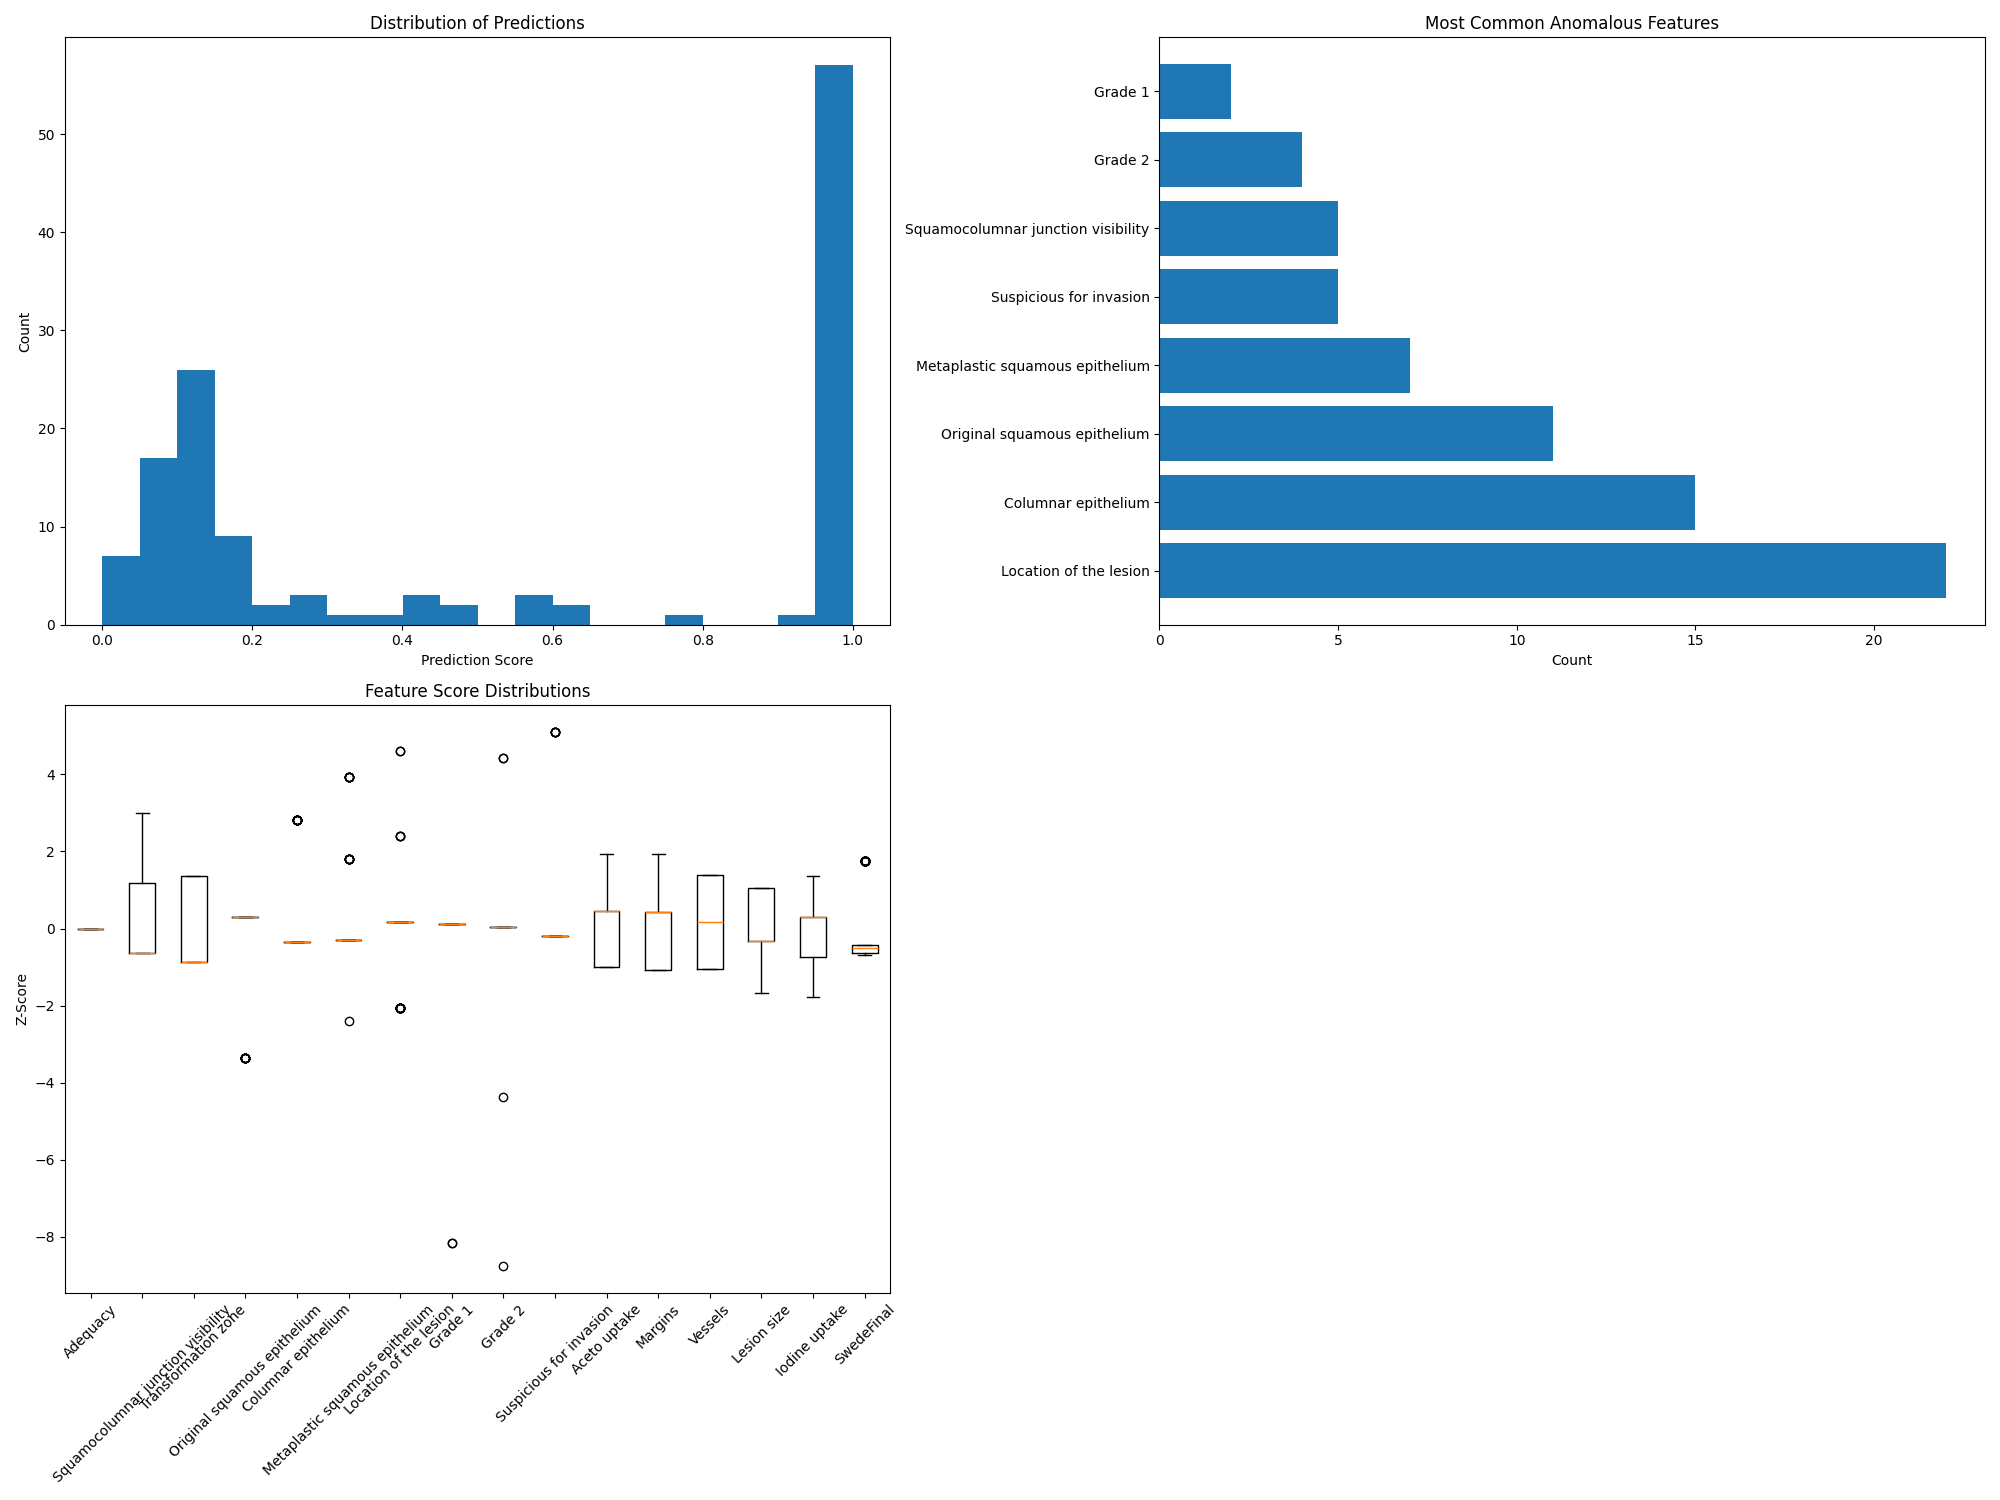 Distribution of Predictions
Count
50
40
30
20
10
0
0.0 0.2 0.4 0.6 0.8 1.0
Prediction Score
Most Common Anomalous Features
Grade 1
Grade 2
Squamocolumnar junction visibility
Suspicious for invasion
Metaplastic squamous epithelium
Original squamous epithelium
Columnar epithelium
Location of the lesion
0 5 10 15 20
Count
Feature Score Distributions
Z-Score
4
2
0
−2
−4
−6
−8
Adequacy
Squamocolumnar junction visibility
Transformation zone
Original squamous epithelium
Columnar epithelium
Metaplastic squamous epithelium
Location of the lesion
Grade 1
Grade 2
Suspicious for invasion
Aceto uptake
Margins
Vessels
Lesion size
Iodine uptake
SwedeFinal